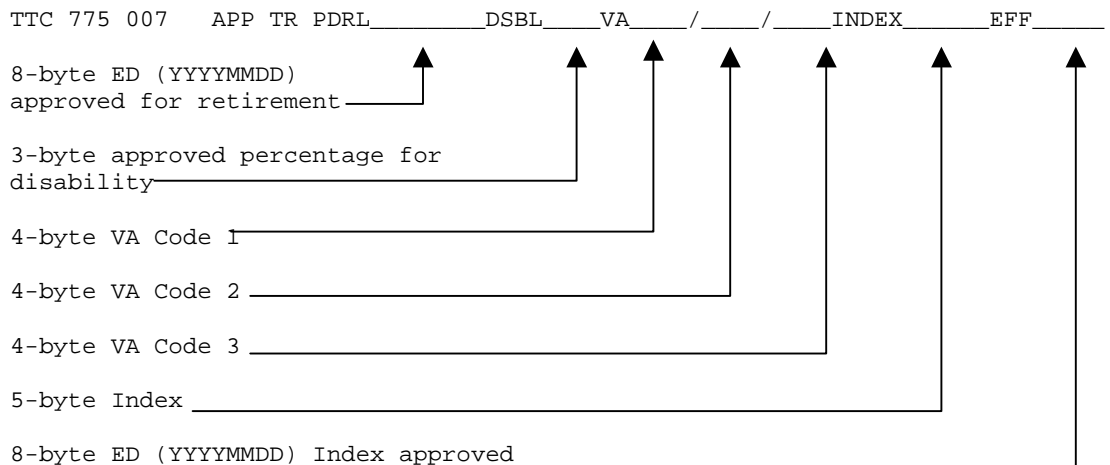 TTC 775 007   APP TR PDRL________DSBL____VA____/____/____INDEX______EFF_____
8-byte ED (YYYYMMDD)
approved for retirement
3-byte approved percentage for
disability
4-byte VA Code 1
4-byte VA Code 2
4-byte VA Code 3
5-byte Index
8-byte ED (YYYYMMDD) Index approved